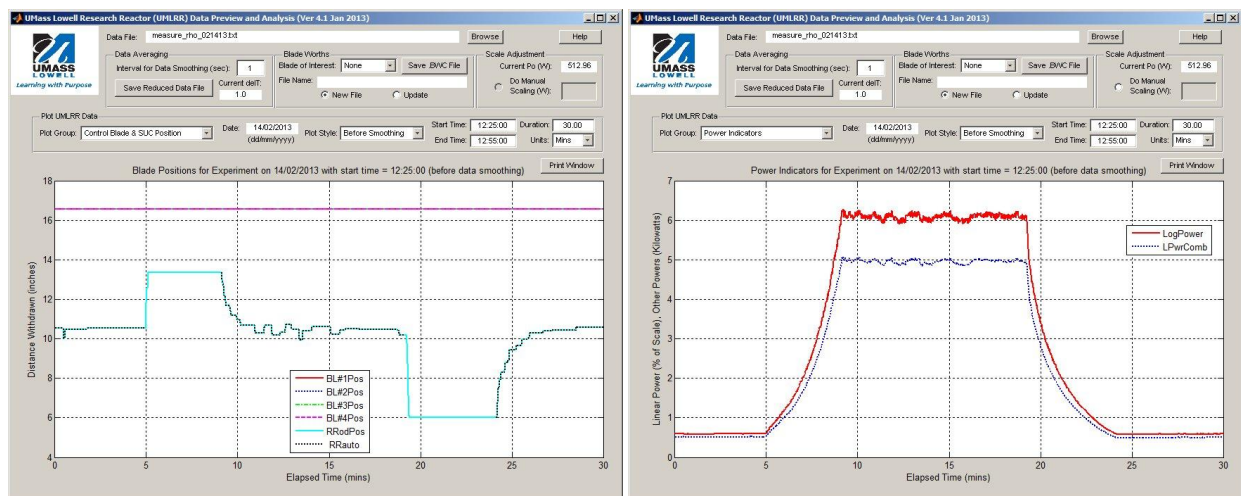 UMass Lowell Research Reactor (UMLRR) Data Preview and Analysis (Ver 4.1 Jan 2013)
UMASS
LOWELL
Learning with Purpose
Data File: measure_rho_021413.txt Browse Help
Data Averaging
Interval for Data Smoothing (sec): 1
Save Reduced Data File
Current delT:
1.0
Blade Worths
Blade of Interest: None Save .BWC File
File Name:
New File Update
Scale Adjustment
Current Po (W): 512.96
Do Manual
Scaling (W):
Plot UMLRR Data
Plot Group: Control Blade & SUC Position
Date: 14/02/2013
(dd/mm/yyyy)
Plot Style: Before Smoothing
Start Time: 12:25:00 Duration: 30.00
End Time: 12:55:00 Units: Mins
Print Window
Blade Positions for Experiment on 14/02/2013 with start time = 12:25:00 (before data smoothing)
Distance Withdrawn (inches)
18
16
14
12
10
8
6
4
BL#1Pos
BL#2Pos
BL#3Pos
BL#4Pos
RRodPos
RRauto
0 5 10 15 20 25 30
Elapsed Time (mins)
UMass Lowell Research Reactor (UMLRR) Data Preview and Analysis (Ver 4.1 Jan 2013)
UMASS
LOWELL
Learning with Purpose
Data File: measure_rho_021413.txt Browse Help
Data Averaging
Interval for Data Smoothing (sec): 1
Save Reduced Data File
Current delT:
1.0
Blade Worths
Blade of Interest: None Save .BWC File
File Name:
New File Update
Scale Adjustment
Current Po (W): 512.96
Do Manual
Scaling (W):
Plot UMLRR Data
Plot Group: Power Indicators
Date: 14/02/2013
(dd/mm/yyyy)
Plot Style: Before Smoothing
Start Time: 12:25:00 Duration: 30.00
End Time: 12:55:00 Units: Mins
Print Window
Power Indicators for Experiment on 14/02/2013 with start time = 12:25:00 (before data smoothing)
Linear Power (% of Scale), Other Powers (Kilowatts)
7
6
5
4
3
2
1
0
LogPower
LPwrComb
0 5 10 15 20 25 30
Elapsed Time (mins)